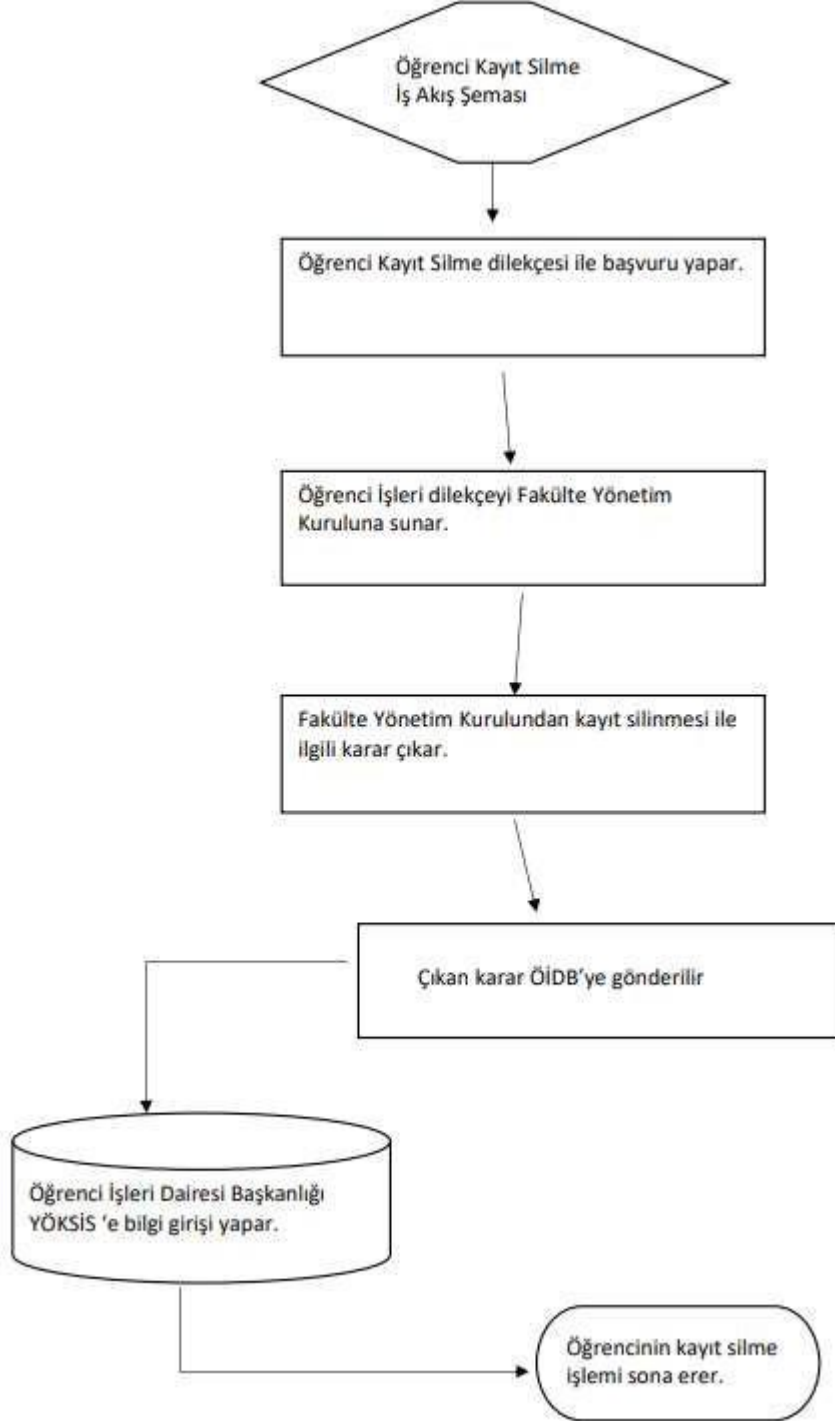 Öğrenci Kayıt Silme
İş Akış Şeması
Öğrenci Kayıt Silme dilekçesi ile başvuru yapar.
Öğrenci İşleri dilekçeyi Fakülte Yönetim
Kuruluna sunar.
Fakülte Yönetim Kurulundan kayıt silinmesi ile
ilgili karar çıkar.
Çıkan karar ÖİDB’ye gönderilir
Öğrenci İşleri Dairesi Başkanlığı
YÖKSİS ‘e bilgi girişi yapar.
Öğrencinin kayıt silme
işlemi sona erer.